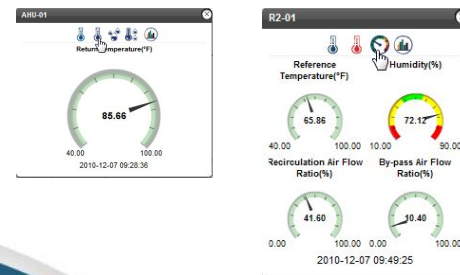 AHU-01
Return Temperature(°F)
85.66
40.00 100.00
2010-12-07 09:28:36
R2-01
Reference Temperature(°F)
Humidity(%)
65.86
72.12
40.00 100.00
10.00 90.00
Recirculation Air Flow Ratio(%)
By-pass Air Flow Ratio(%)
41.60
10.40
0.00 100.00
0.00 100.00
2010-12-07 09:49:25